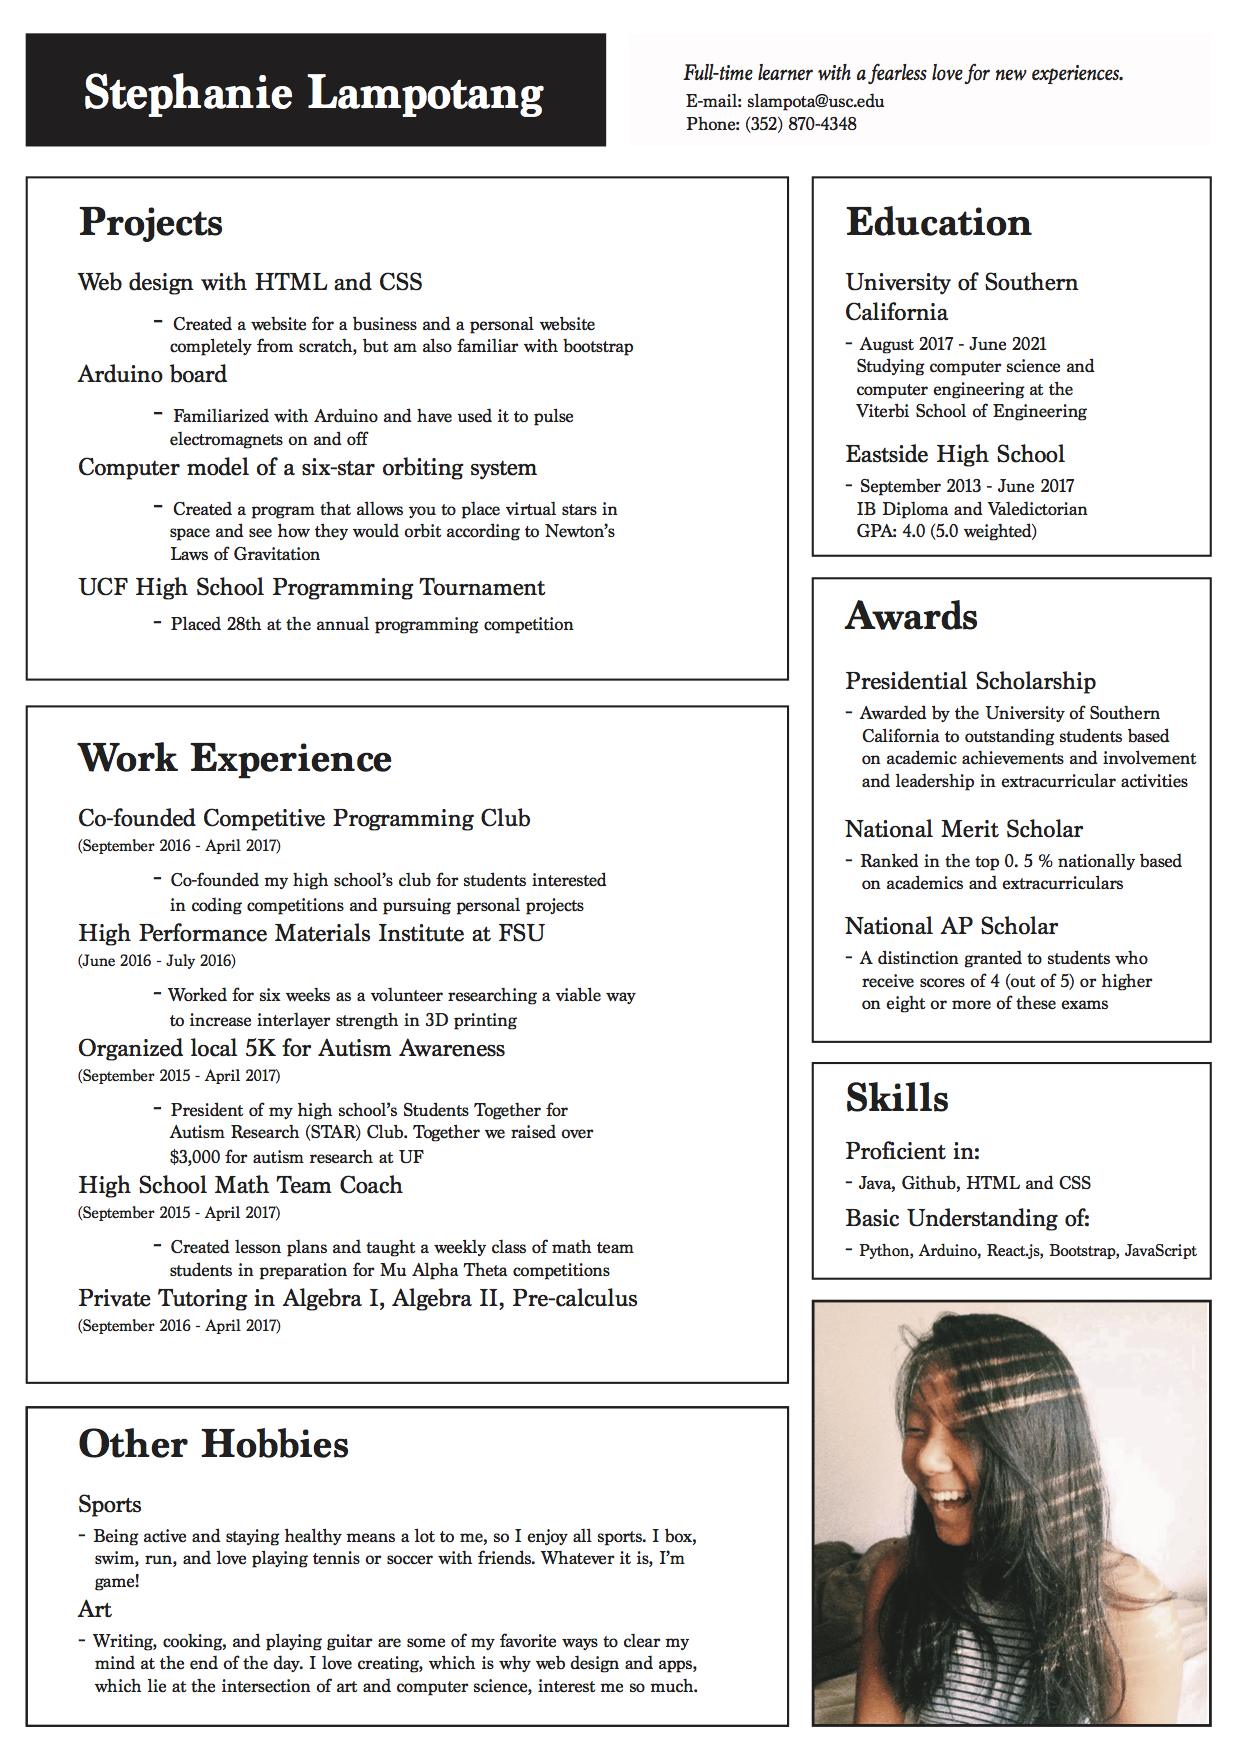 Stephanie Lampotang
Full-time learner with a fearless love for new experiences.
E-mail: slampota@usc.edu
Phone: (352) 870-4348
Projects
Web design with HTML and CSS
- Created a website for a business and a personal website
completely from scratch, but am also familiar with bootstrap
Arduino board
- Familiarized with Arduino and have used it to pulse
electromagnets on and off
Computer model of a six-star orbiting system
- Created a program that allows you to place virtual stars in
space and see how they would orbit according to Newton's
Laws of Gravitation
UCF High School Programming Tournament
- Placed 28th at the annual programming competition
Work Experience
Co-founded Competitive Programming Club
(September 2016 - April 2017)
- Co-founded my high school's club for students interested
in coding competitions and pursuing personal projects
High Performance Materials Institute at FSU
(June 2016 - July 2016)
- Worked for six weeks as a volunteer researching a viable way
to increase interlayer strength in 3D printing
Organized local 5K for Autism Awareness
(September 2015 - April 2017)
- President of my high school's Students Together for
Autism Research (STAR) Club. Together we raised over
$3,000 for autism research at UF
High School Math Team Coach
(September 2015 - April 2017)
- Created lesson plans and taught a weekly class of math team
students in preparation for Mu Alpha Theta competitions
Private Tutoring in Algebra I, Algebra II, Pre-calculus
(September 2016 - April 2017)
Other Hobbies
Sports
- Being active and staying healthy means a lot to me, so I enjoy all sports. I box,
swim, run, and love playing tennis or soccer with friends. Whatever it is, I'm
game!
Art
- Writing, cooking, and playing guitar are some of my favorite ways to clear my
mind at the end of the day. I love creating, which is why web design and apps,
which lie at the intersection of art and computer science, interest me so much.
Education
University of Southern
California
- August 2017 - June 2021
Studying computer science and
computer engineering at the
Viterbi School of Engineering
Eastside High School
- September 2013 - June 2017
IB Diploma and Valedictorian
GPA: 4.0 (5.0 weighted)
Awards
Presidential Scholarship
- Awarded by the University of Southern
California to outstanding students based
on academic achievements and involvement
and leadership in extracurricular activities
National Merit Scholar
- Ranked in the top 0. 5 % nationally based
on academics and extracurriculars
National AP Scholar
- A distinction granted to students who
receive scores of 4 (out of 5) or higher
on eight or more of these exams
Skills
Proficient in:
- Java, Github, HTML and CSS
Basic Understanding of:
- Python, Arduino, React.js, Bootstrap, JavaScript